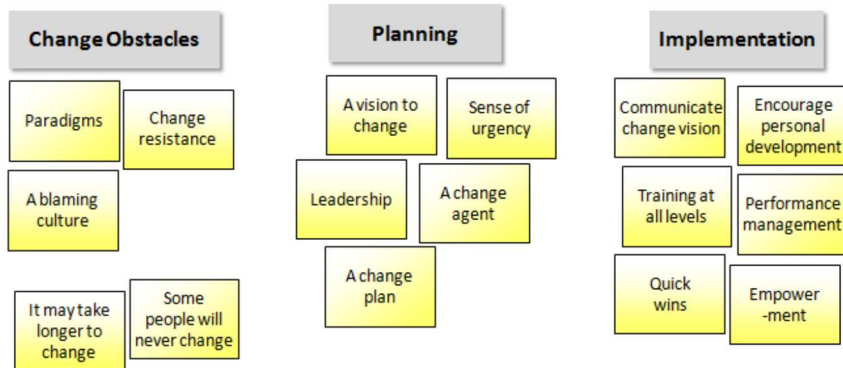 Change Obstacles
Paradigms
Change
resistance
A blaming
culture
It may take
longer to
change
Some
people will
never change
Planning
A vision to
change
Sense of
urgency
Leadership
A change
agent
A change
plan
Implementation
Communicate
change vision
Encourage
personal
development
Training at
all levels
Performance
management
Quick
wins
Empower
-ment